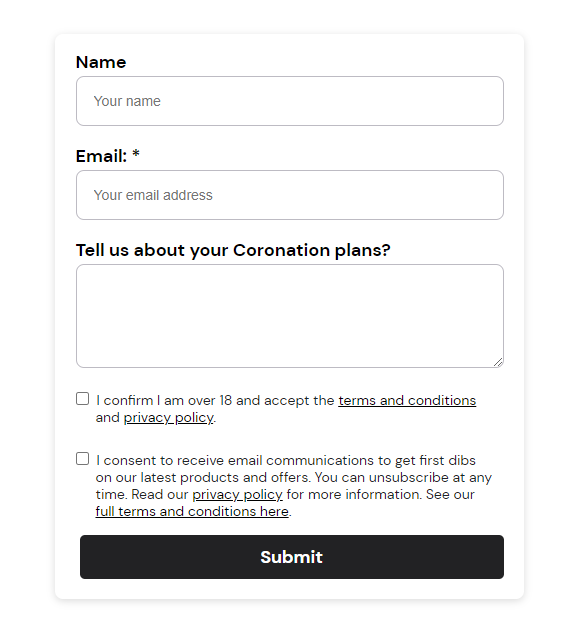 Name
Your name
Email: *
Your email address
Tell us about your Coronation plans?
I confirm I am over 18 and accept the terms and conditions
and privacy policy.
I consent to receive email communications to get first dibs
on our latest products and offers. You can unsubscribe at any
time. Read our privacy policy for more information. See our
full terms and conditions here.
Submit